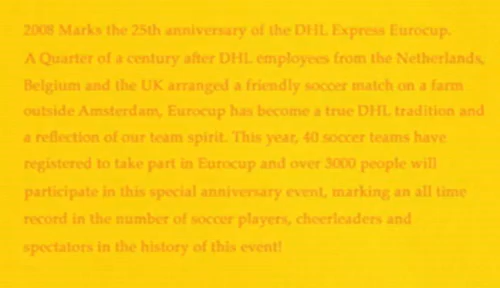 2008 Marks the 25th anniversary of the DHL Express Eurocup.
A Quarter of a century after DHL employees from the Netherlands,
Belgium and the UK arranged a friendly soccer match on a farm
outside Amsterdam, Eurocup has become a true DHL tradition and
a reflection of our team spirit. This year, 40 soccer teams have
registered to take part in Eurocup and over 3000 people will
participate in this special anniversary event, marking an all time
record in the number of soccer players, cheerleaders and
spectators in the history of this event!